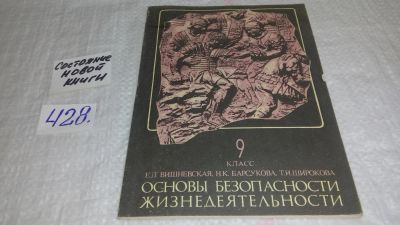 СОСТОЯНИЕ
НОВОЙ
КНИГИ
428.
9
КЛАСС
Е.Л. ВИШНЕВСКАЯ, Н.К. БАРСУКОВА, Т.И. ШИРОКОВА
ОСНОВЫ БЕЗОПАСНОСТИ
ЖИЗНЕДЕЯТЕЛЬНОСТИ